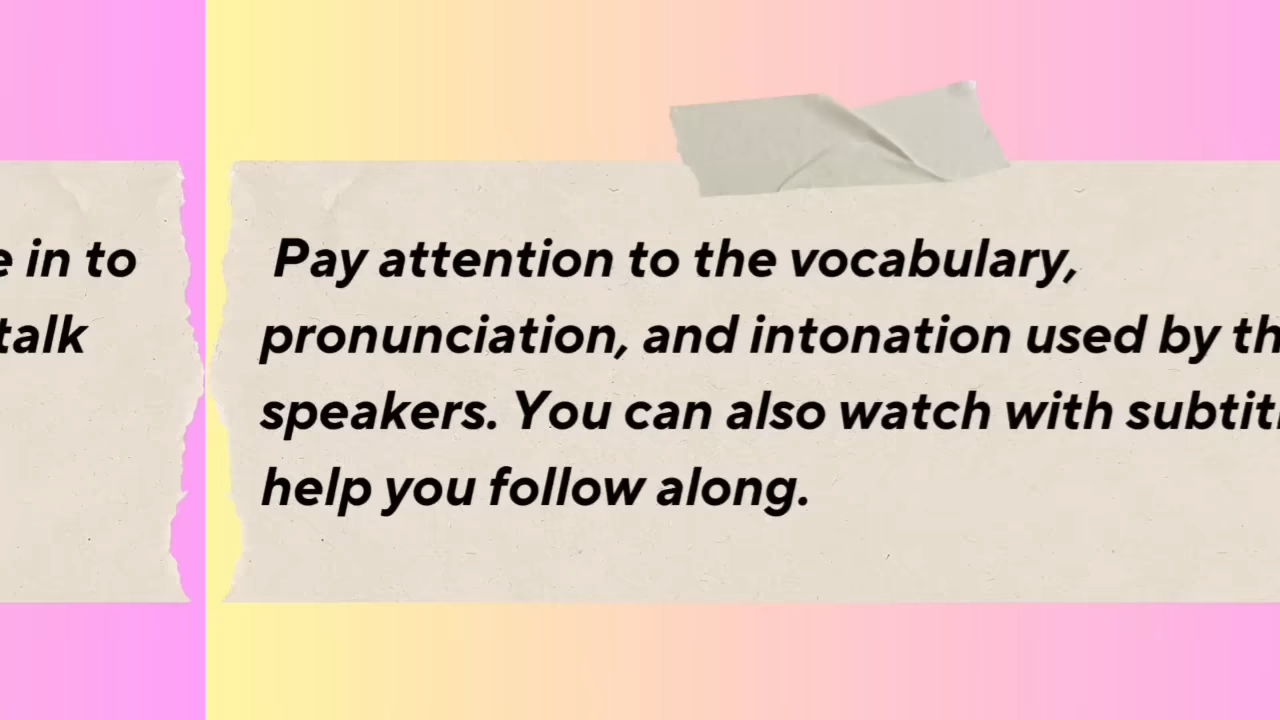 e in to
talk
Pay attention to the vocabulary,
pronunciation, and intonation used by th
speakers. You can also watch with subtit
help you follow along.